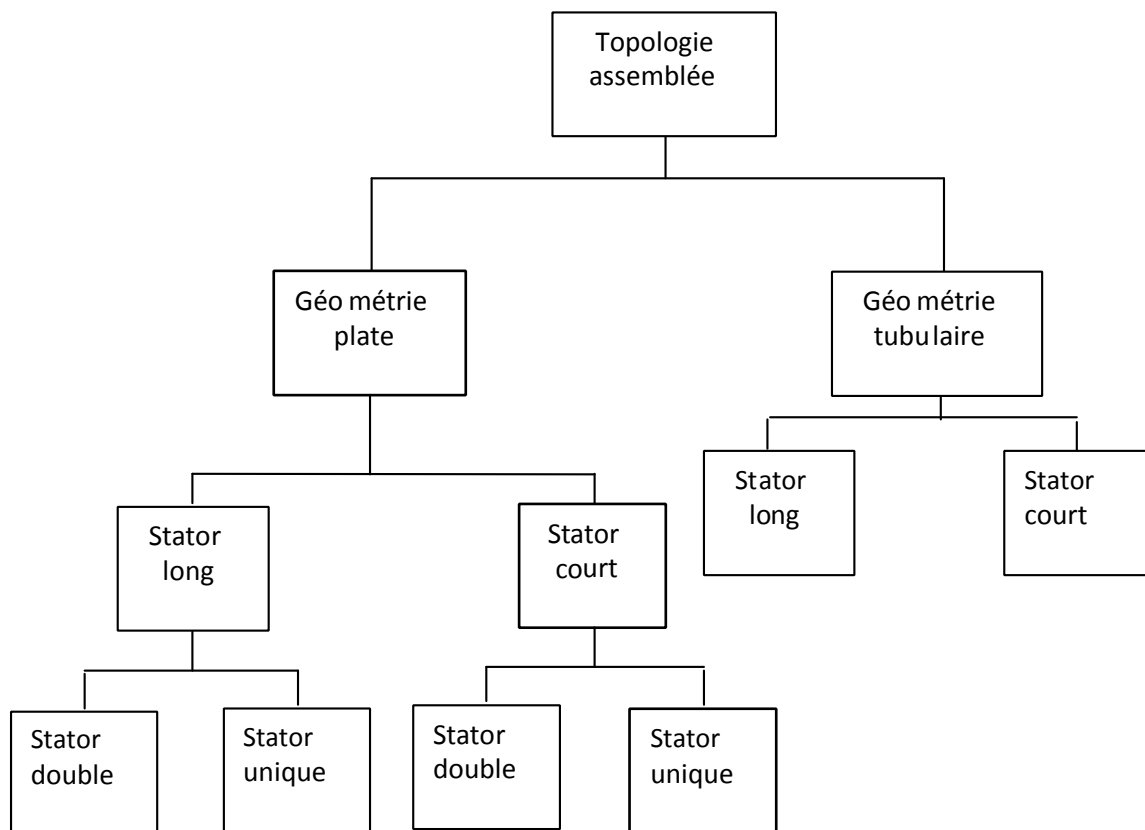 Topologie
assemblée
Géo métrie
plate
Géo métrie
tubulaire
Stator
long
Stator
court
Stator
long
Stator
court
Stator
double
Stator
unique
Stator
double
Stator
unique